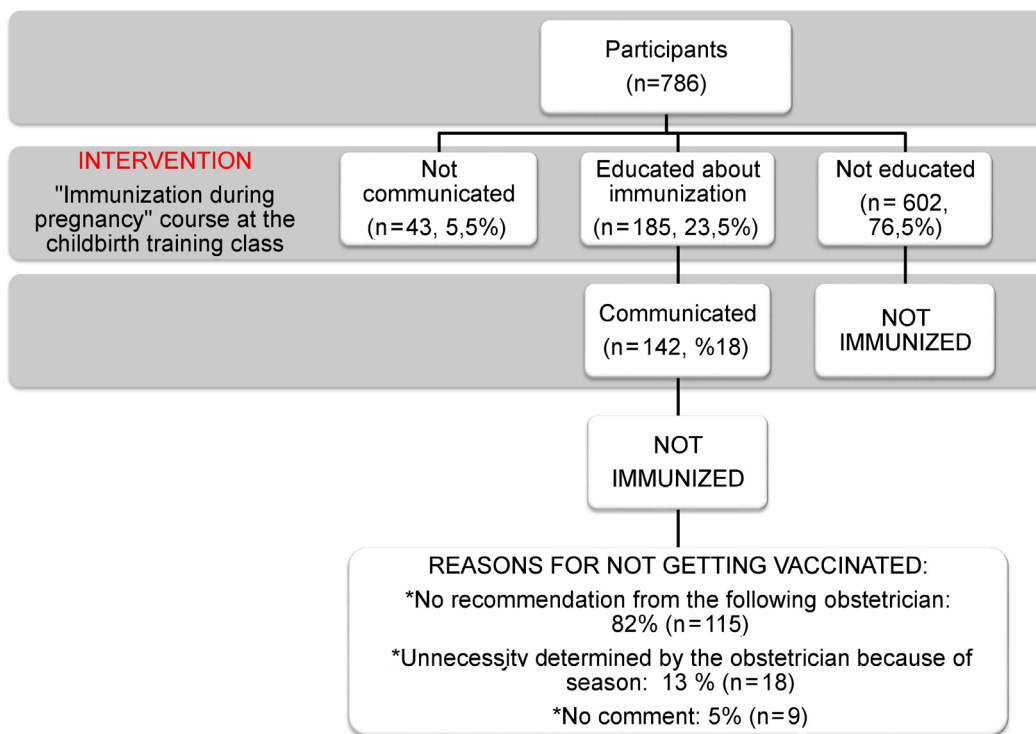 Participants
(n=786)
INTERVENTION
"Immunization during
pregnancy" course at the
childbirth training class
Not
communicated
(n=43, 5,5%)
Educated about
immunization
(n=185, 23,5%)
Not educated
(n= 602,
76,5%)
Communicated
(n=142, %18)
NOT
IMMUNIZED
NOT
IMMUNIZED
REASONS FOR NOT GETTING VACCINATED:
*No recommendation from the following obstetrician:
82% (n=115)
*Unnecessity determined by the obstetrician because of
season: 13 % (n=18)
*No comment: 5% (n=9)